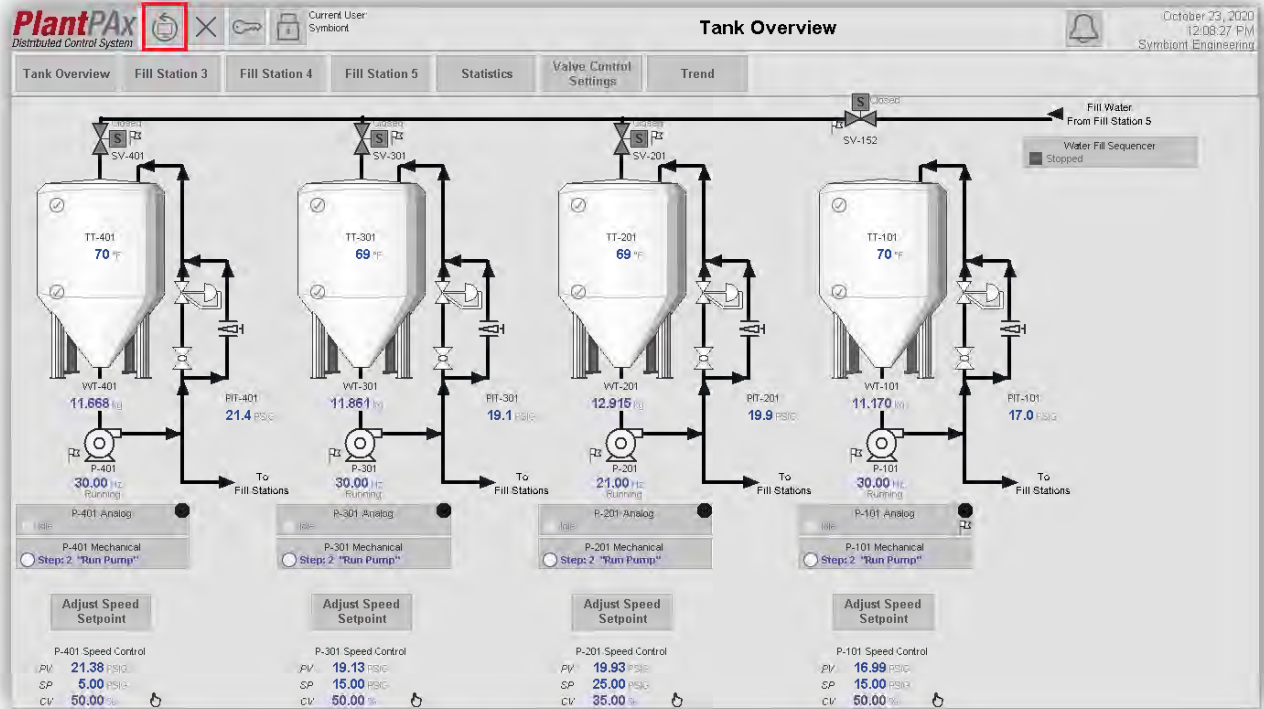 PlantPAx
Distributed Control System
Current User:
Symbiont
Tank Overview
October 23, 2020
12:08:27 PM
Symbiont Engineering
Tank Overview
Fill Station 3
Fill Station 4
Fill Station 5
Statistics
Valve Control
Settings
Trend
Closed
S
SV-401
Closed
S
SV-301
Closed
S
SV-201
S
Closed
SV-152
Fill Water
From Fill Station 5
Water Fill Sequencer
Stopped
TT-401
70 °F
TT-301
69 °F
TT-201
69 °F
TT-101
70 °F
WT-401
11.668 kg
WT-301
11.861 kg
WT-201
12.915 kg
WT-101
11.170 kg
PIT-401
21.4 PSIG
PIT-301
19.1 PSIG
PIT-201
19.9 PSIG
PIT-101
17.0 PSIG
P-401
30.00 Hz
Running
P-301
30.00 Hz
Running
P-201
21.00 Hz
Running
P-101
30.00 Hz
Running
To
Fill Stations
To
Fill Stations
To
Fill Stations
To
Fill Stations
P-401 Analog
Idle
P-301 Analog
Idle
P-201 Analog
Idle
P-101 Analog
Idle
P-401 Mechanical
Step: 2 "Run Pump"
P-301 Mechanical
Step: 2 "Run Pump"
P-201 Mechanical
Step: 2 "Run Pump"
P-101 Mechanical
Step: 2 "Run Pump"
Adjust Speed
Setpoint
Adjust Speed
Setpoint
Adjust Speed
Setpoint
Adjust Speed
Setpoint
P-401 Speed Control
PV 21.38 PSIG
SP 5.00 PSIG
CV 50.00 %
P-301 Speed Control
PV 19.13 PSIG
SP 15.00 PSIG
CV 50.00 %
P-201 Speed Control
PV 19.93 PSIG
SP 25.00 PSIG
CV 35.00 %
P-101 Speed Control
PV 16.99 PSIG
SP 15.00 PSIG
CV 50.00 %